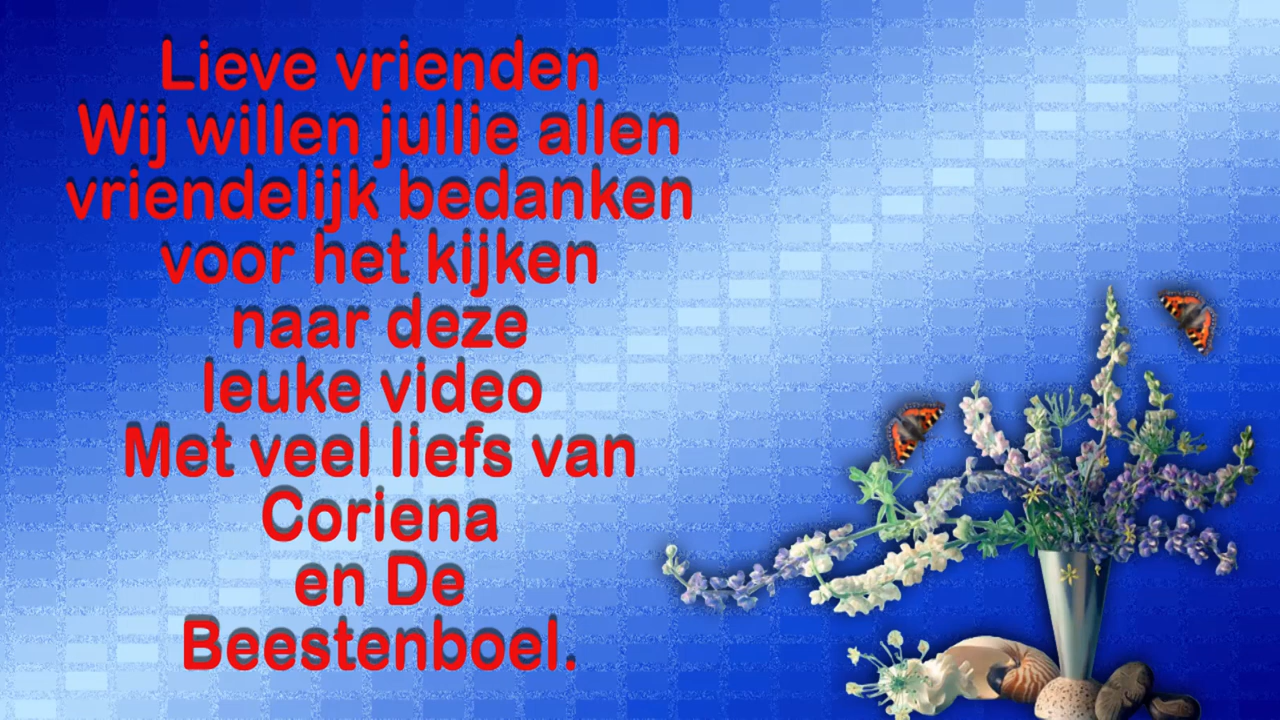 Lieve vrienden
Wij willen jullie allen
vriendelijk bedanken
voor het kijken
naar deze
leuke video
Met veel liefs van
Coriena
en De
Beestenboel.